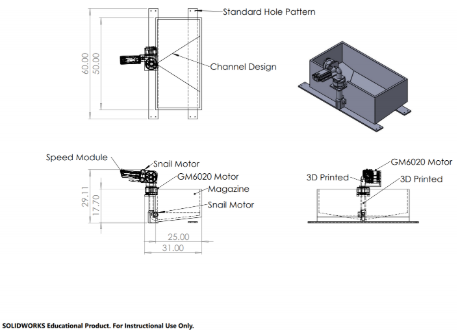 Standard Hole Pattern
60.00
50.00
Channel Design
Speed Module
Snail Motor
GM6020 Motor
Magazine
Snail Motor
29.11
17.70
25.00
31.00
GM6020 Motor
3D Printed
3D Printed
SOLIDWORKS Educational Product. For Instructional Use Only.